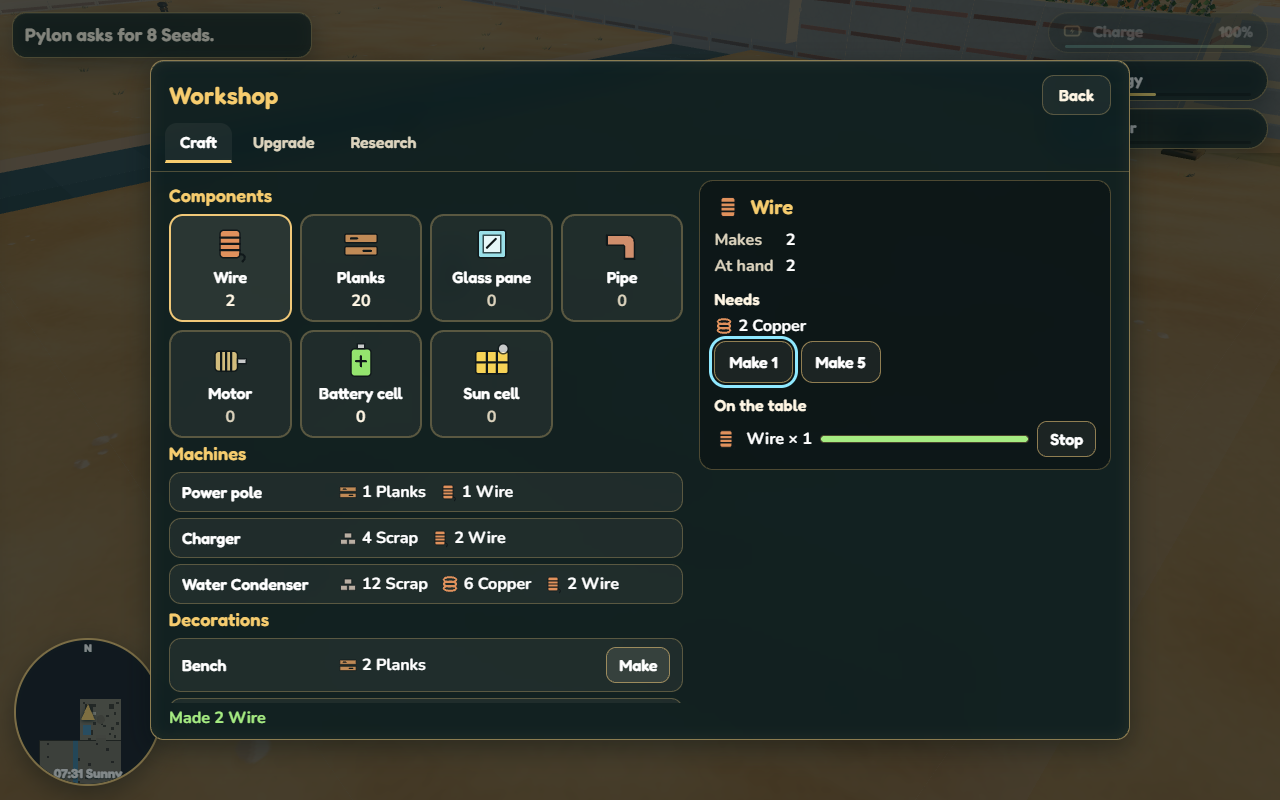 Pylon asks for 8 Seeds.
Charge 100%
Workshop
Back
gy
r
Craft Upgrade Research
Components
Wire
2
Planks
20
Glass pane
0
Pipe
0
Motor
0
Battery cell
0
Sun cell
0
Machines
Power pole 1 Planks 1 Wire
Charger 4 Scrap 2 Wire
Water Condenser 12 Scrap 6 Copper 2 Wire
Decorations
Bench 2 Planks Make
Made 2 Wire
Wire
Makes 2
At hand 2
Needs
2 Copper
Make 1 Make 5
On the table
Wire × 1 Stop
N
07:31 Sunny